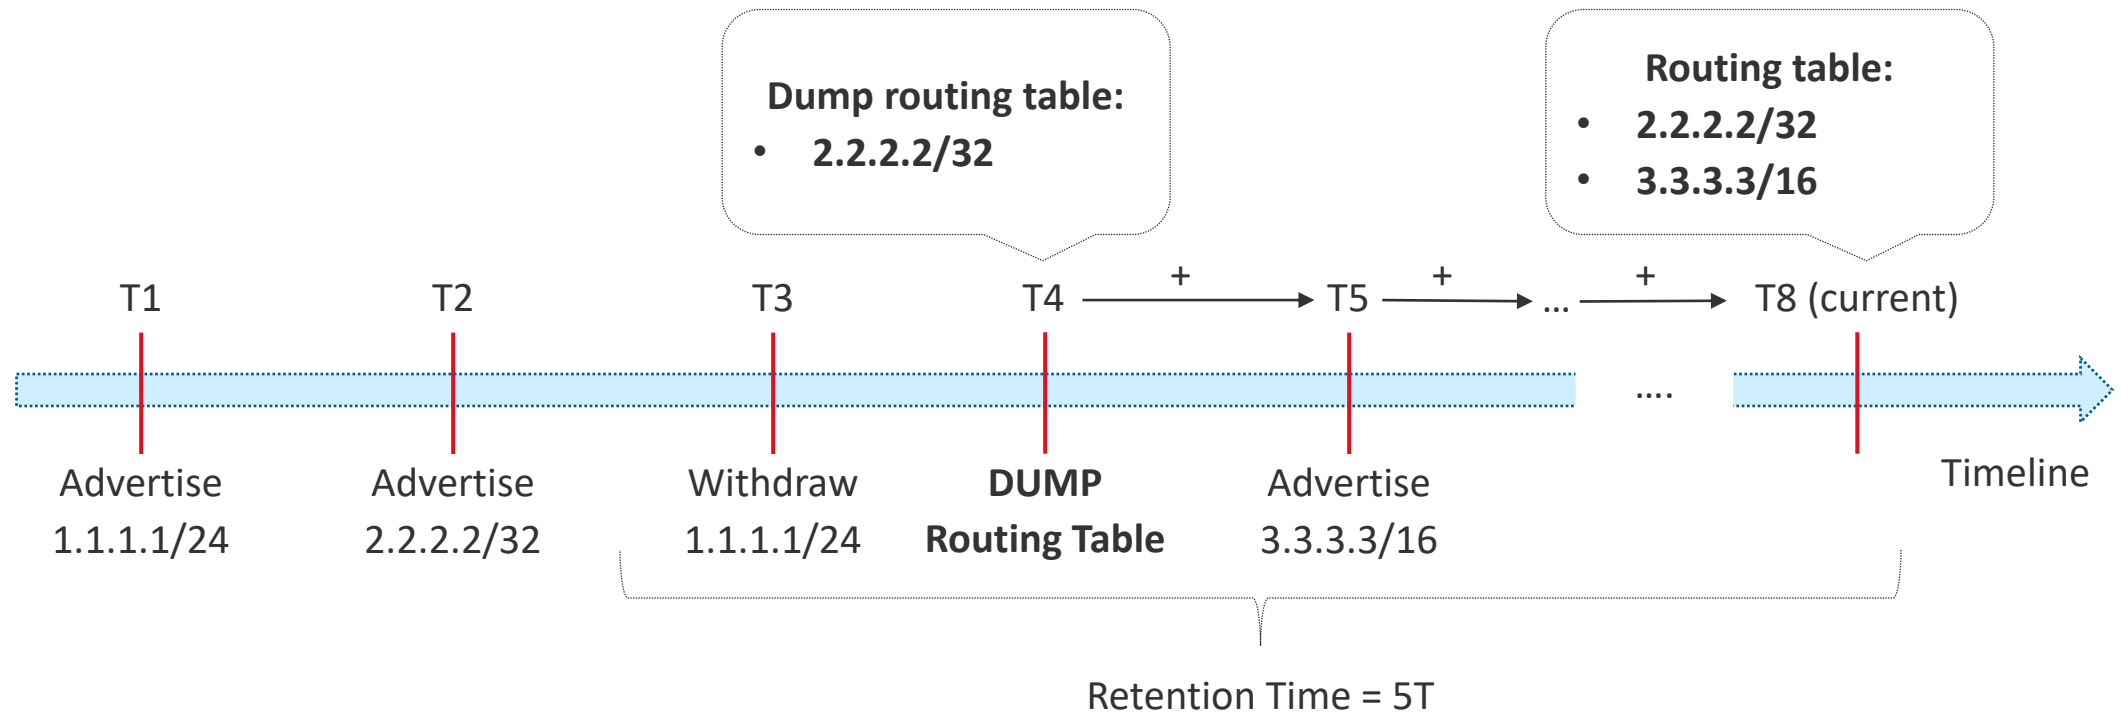 Dump routing table:
• 2.2.2.2/32
Routing table:
• 2.2.2.2/32
• 3.3.3.3/16
T1
T2
T3
T4
+
T5
+
...
+
T8 (current)
....
Advertise
1.1.1.1/24
Advertise
2.2.2.2/32
Withdraw
1.1.1.1/24
DUMP
Routing Table
Advertise
3.3.3.3/16
Timeline
Retention Time = 5T